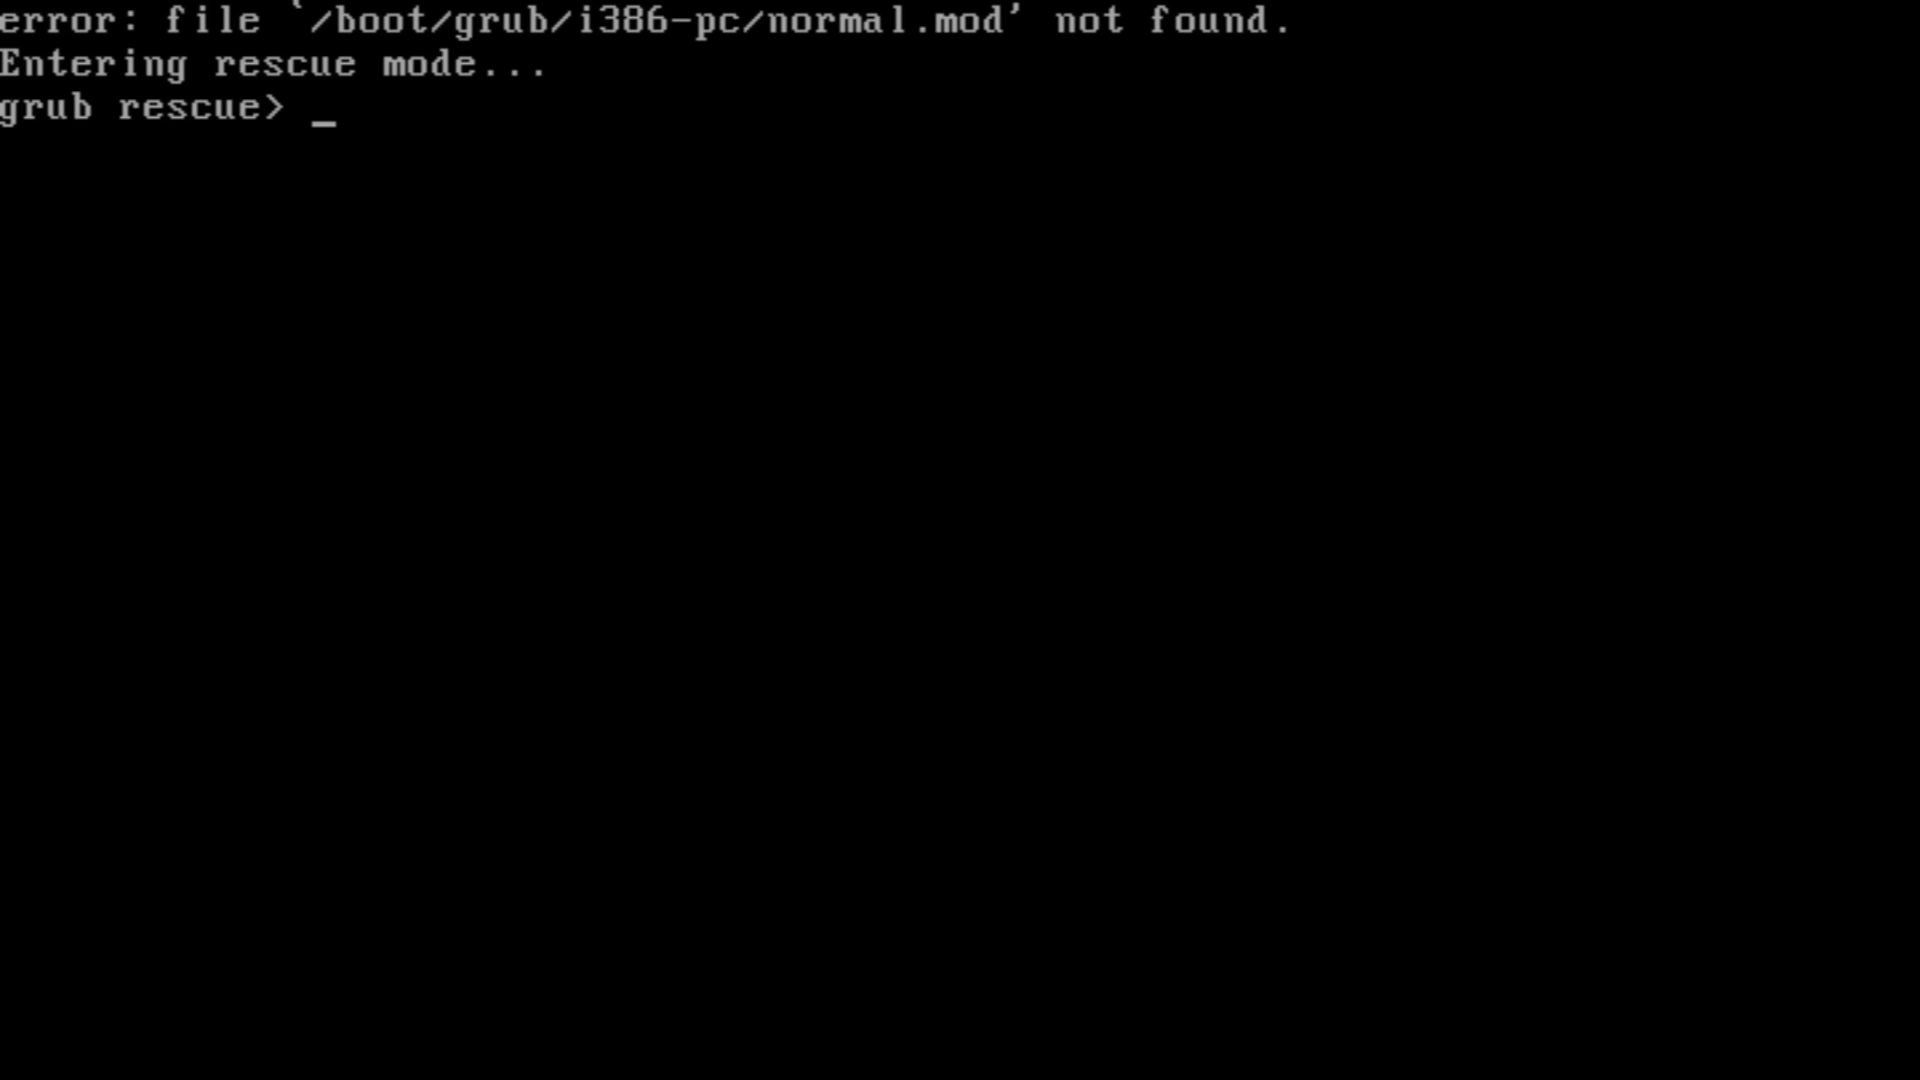 error: file `/boot/grub/i386-pc/normal.mod' not found.
Entering rescue mode...
grub rescue> _